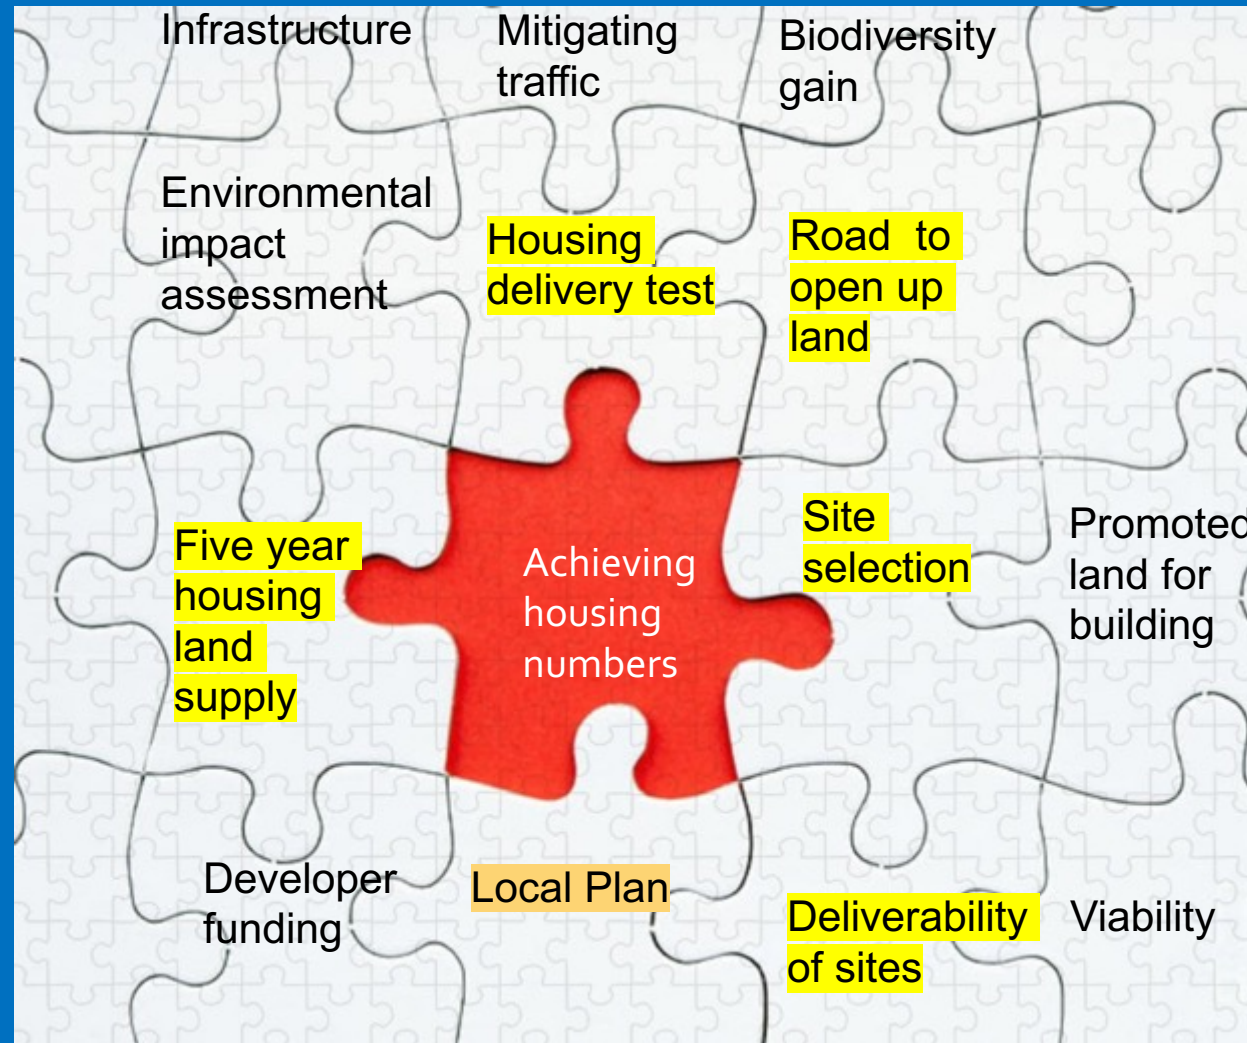 Infrastructure
Mitigating
traffic
Biodiversity
gain
Environmental
impact
assessment
Housing
delivery test
Road to
open up
land
Five year
housing
land
supply
Achieving
housing
numbers
Site
selection
Promoted
land for
building
Developer
funding
Local Plan
Deliverability
of sites
Viability